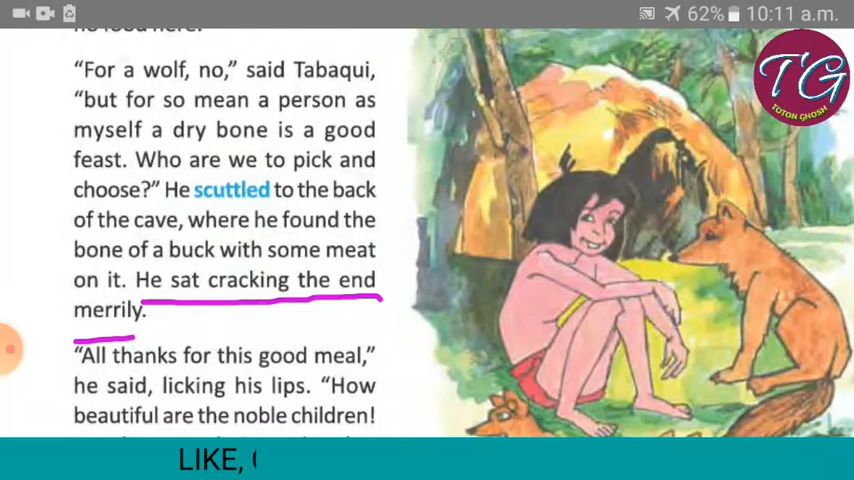 62% 10:11 a.m.
no food here.
“For a wolf, no,” said Tabaqui,
“but for so mean a person as
myself a dry bone is a good
feast. Who are we to pick and
choose?” He scuttled to the back
of the cave, where he found the
bone of a buck with some meat
on it. He sat cracking the end
merrily.
“All thanks for this good meal,”
he said, licking his lips. “How
beautiful are the noble children!
TG
TOTON GHOSH
LIKE,